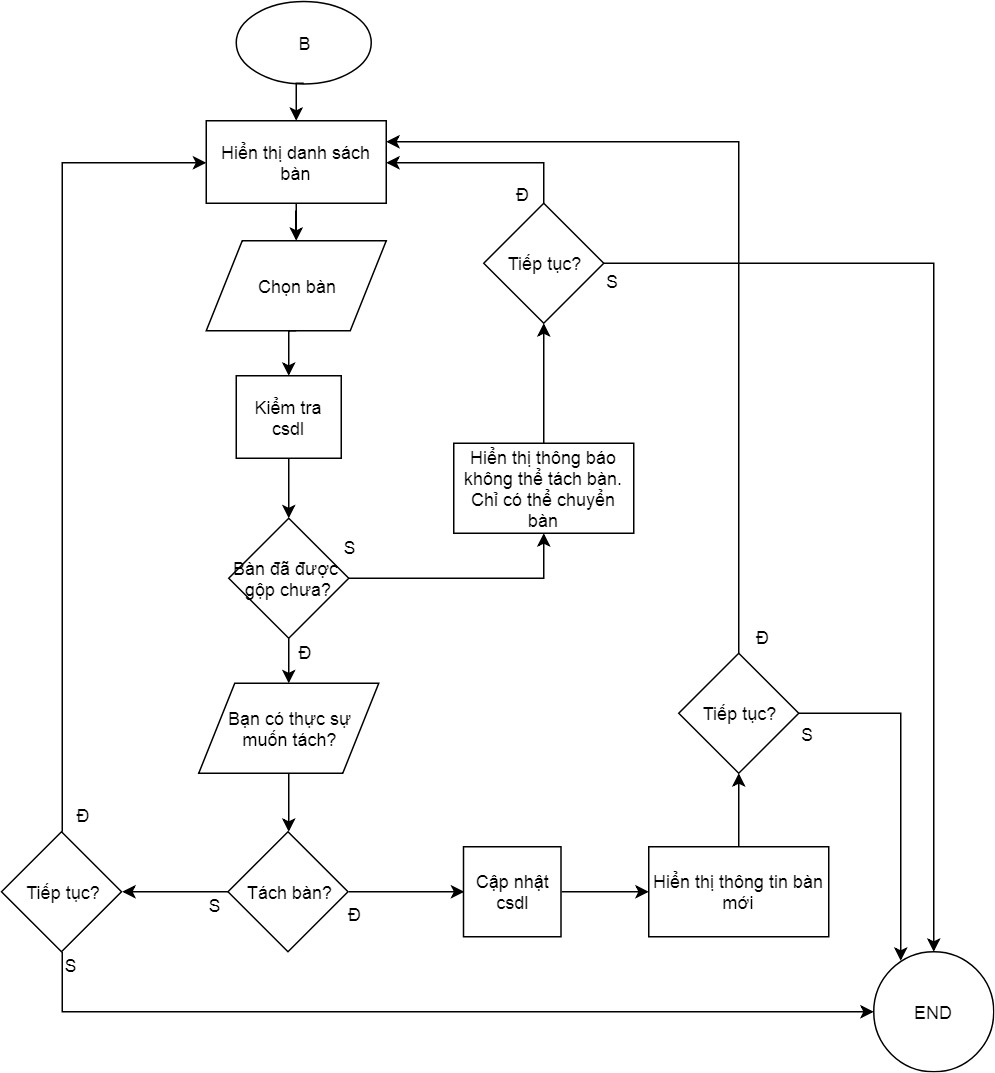 B
Hiển thị danh sách
bàn
Đ
Tiếp tục?
S
Chọn bàn
Kiểm tra
csdl
Hiển thị thông báo
không thể tách bàn.
Chỉ có thể chuyển
bàn
S
Bàn đã được
gộp chưa?
Đ
Đ
Tiếp tục?
S
Bạn có thực sự
muốn tách?
Đ
Tiếp tục?
S
S
Tách bàn?
Đ
Cập nhật
csdl
Hiển thị thông tin bàn
mới
END